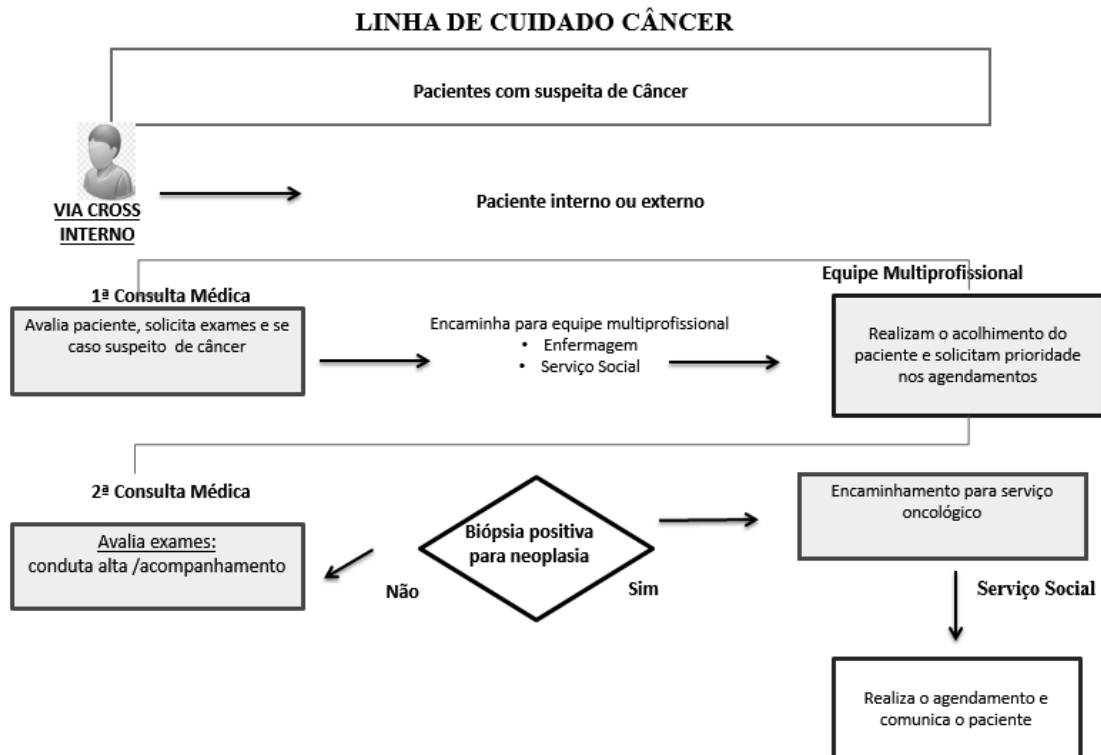 LINHA DE CUIDADO CÂNCER
Pacientes com suspeita de Câncer
VIA CROSS
INTERNO
Paciente interno ou externo
1ª Consulta Médica
Avalia paciente, solicita exames e se
caso suspeito de câncer
Encaminha para equipe multiprofissional
• Enfermagem
• Serviço Social
Equipe Multiprofissional
Realizam o acolhimento do
paciente e solicitam prioridade
nos agendamentos
2ª Consulta Médica
Avalia exames:
conduta alta /acompanhamento
Biópsia positiva
para neoplasia
Não
Sim
Encaminhamento para serviço
oncológico
Serviço Social
Realiza o agendamento e
comunica o paciente